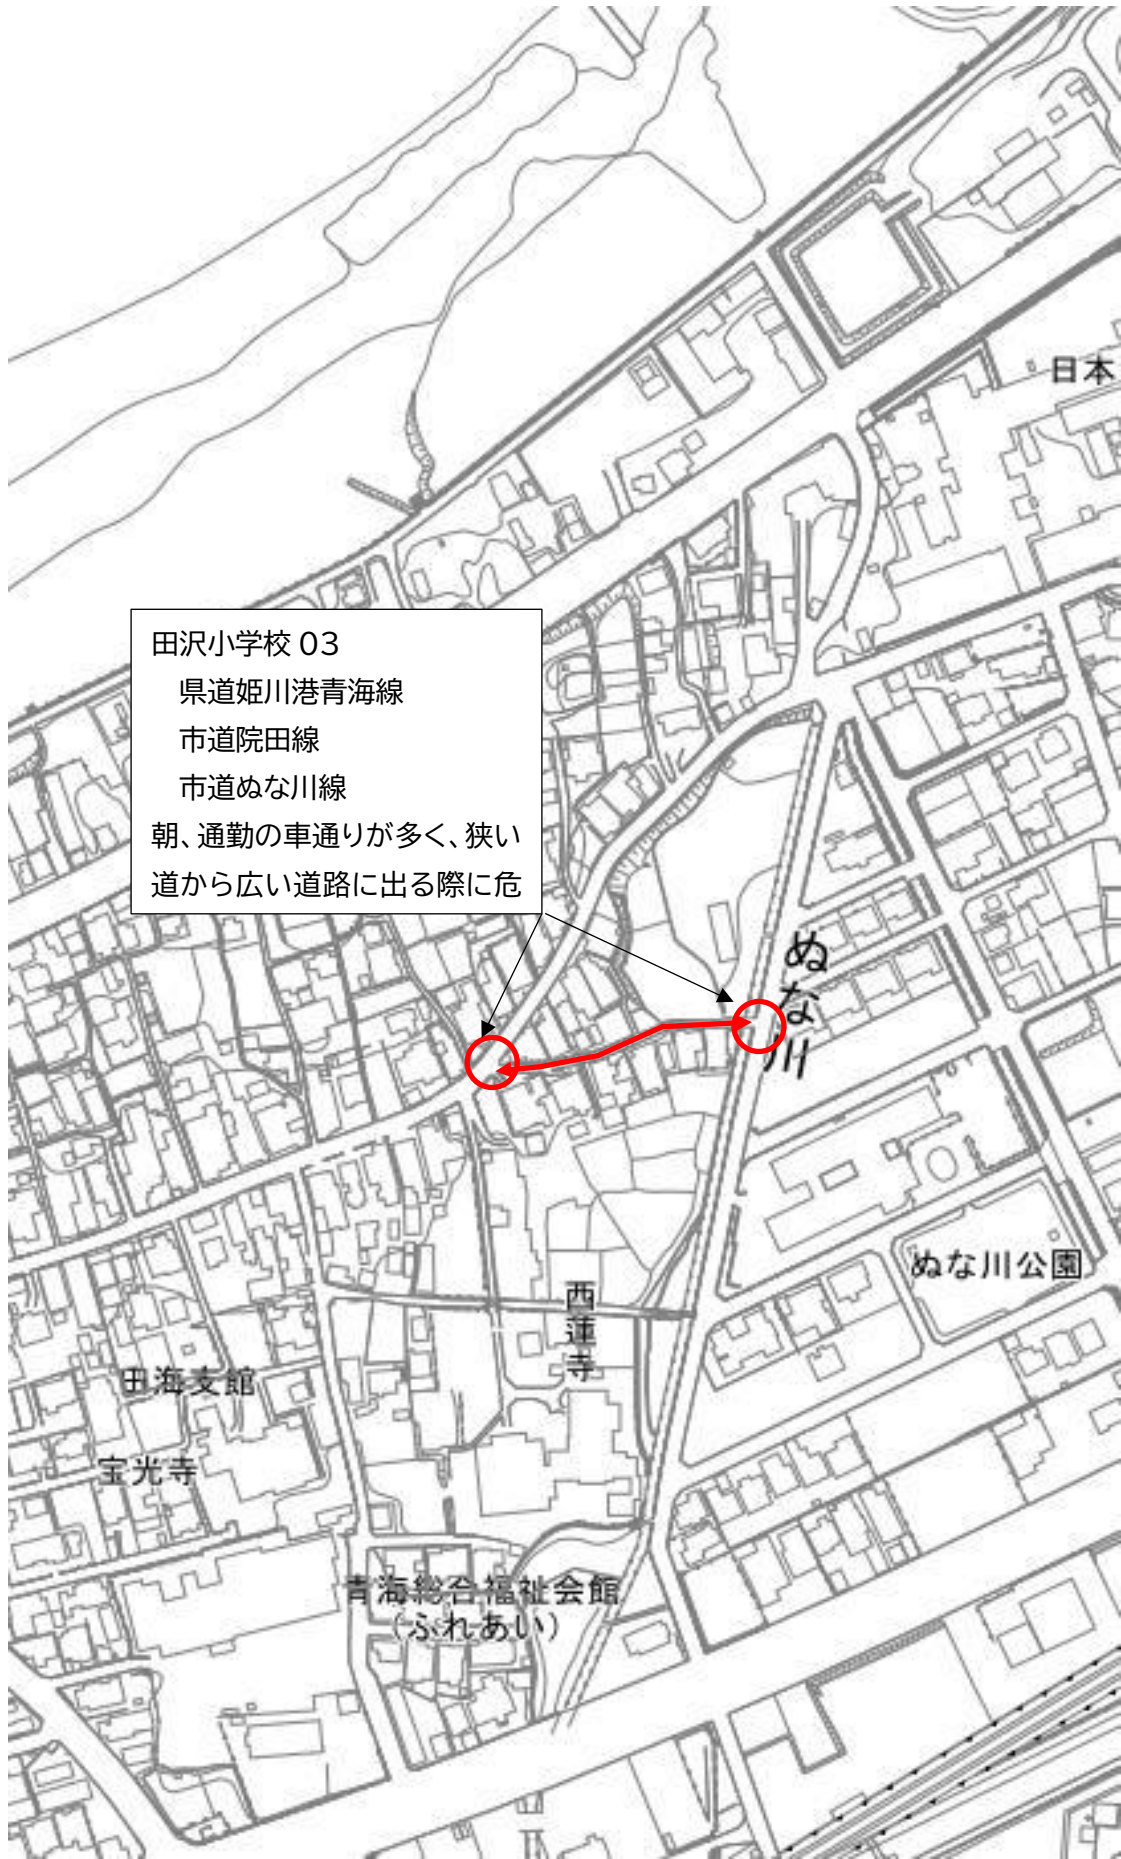 日本
田沢小学校 03
県道姫川港青海線
市道院田線
市道ぬな川線
朝、通勤の車通りが多く、狭い
道から広い道路に出る際に危
ぬな川
ぬな川公園
西蓮寺
田海支館
宝光寺
青海総合福祉会館
(ふれあい)